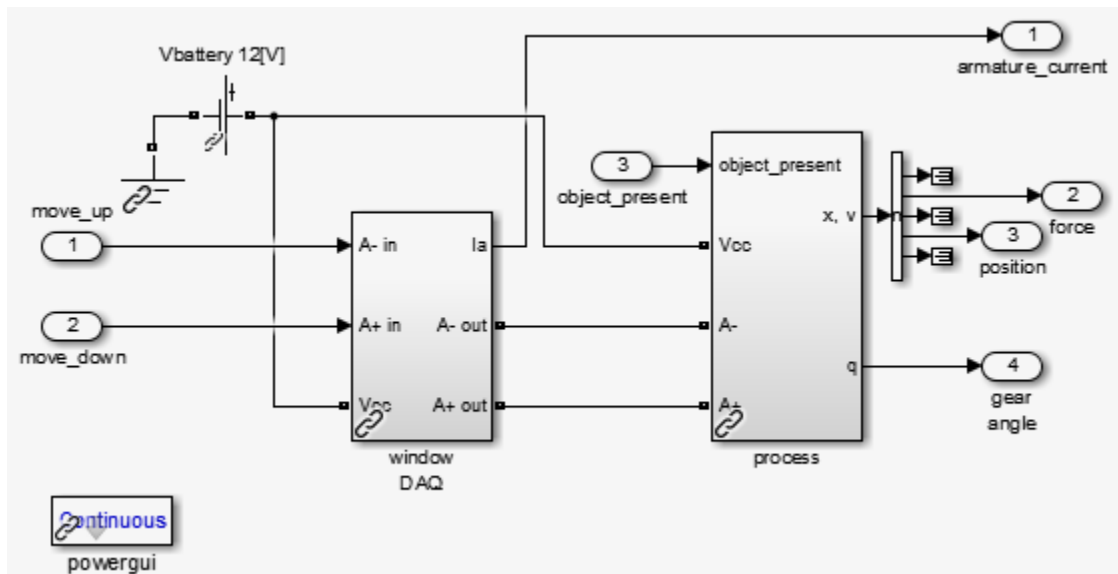 Vbattery 12[V]
1
armature_current
3
object_present
object_present
x, v
2
force
3
position
move_up
1
A- in
Ia
Vcc
2
move_down
A+ in
A- out
A-
q
4
gear
angle
Vcc
A+ out
A+
window
DAQ
process
Continuous
powergui